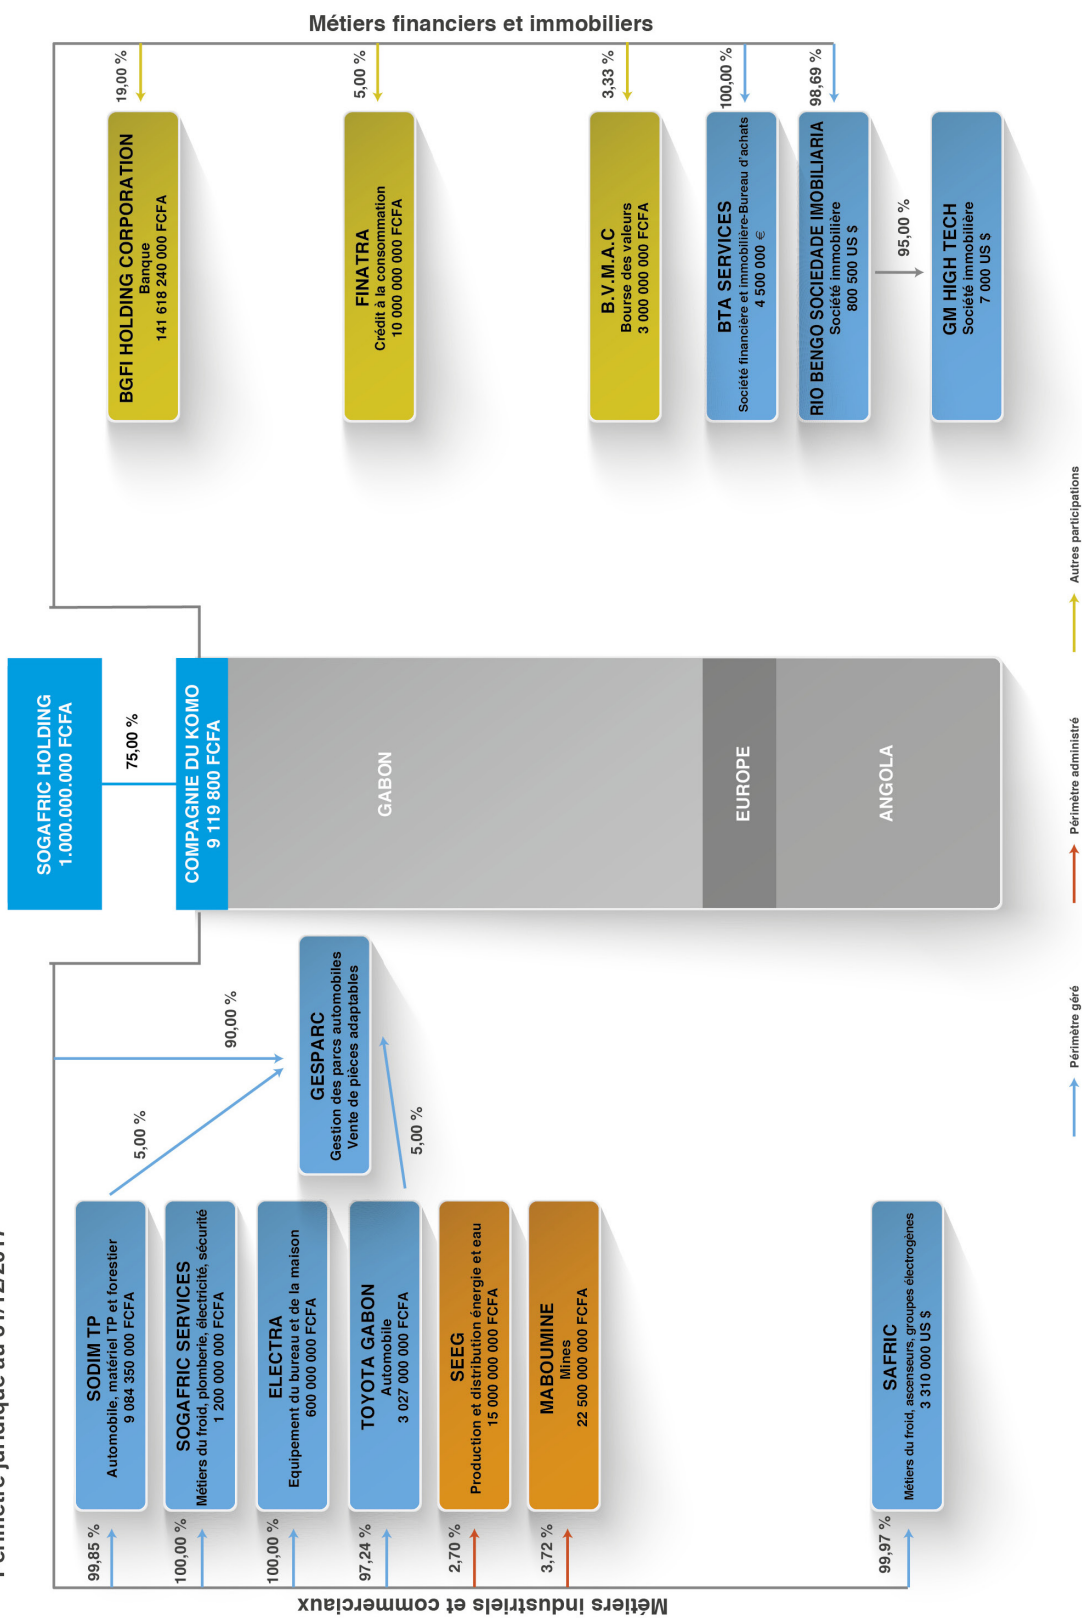 Périmètre juridique au 31/12/2017
SOGAFRIC HOLDING
1.000.000.000 FCFA
75,00 %
COMPAGNIE DU KOMO
9 119 800 FCFA
GABON
EUROPE
ANGOLA
Métiers industriels et commerciaux
99,85 %
SODIM TP
Automobile, matériel TP et forestier
9 084 350 000 FCFA
5,00 %
90,00 %
100,00 %
SOGAFRIC SERVICES
Métiers du froid, plomberie, électricité, sécurité
1 200 000 000 FCFA
100,00 %
ELECTRA
Equipement du bureau et de la maison
600 000 000 FCFA
GESPARC
Gestion des parcs automobiles
Vente de pièces adaptables
97,24 %
TOYOTA GABON
Automobile
3 027 000 000 FCFA
5,00 %
2,70 %
SEEG
Production et distribution énergie et eau
15 000 000 000 FCFA
3,72 %
MABOUMINE
Mines
22 500 000 000 FCFA
99,97 %
SAFRIC
Métiers du froid, ascenseurs, groupes électrogènes
3 310 000 US $
Métiers financiers et immobiliers
19,00 %
BGFI HOLDING CORPORATION
Banque
141 618 240 000 FCFA
5,00 %
FINATRA
Crédit à la consommation
10 000 000 000 FCFA
3,33 %
B.V.M.A.C
Bourse des valeurs
3 000 000 000 FCFA
100,00 %
BTA SERVICES
Société financière et immobilière-Bureau d'achats
4 500 000 €
98,69 %
RIO BENGO SOCIEDADE IMOBILIARIA
Société immobilière
800 500 US $
95,00 %
GM HIGH TECH
Société immobilière
7 000 US $
Périmètre géré
Périmètre administré
Autres participations